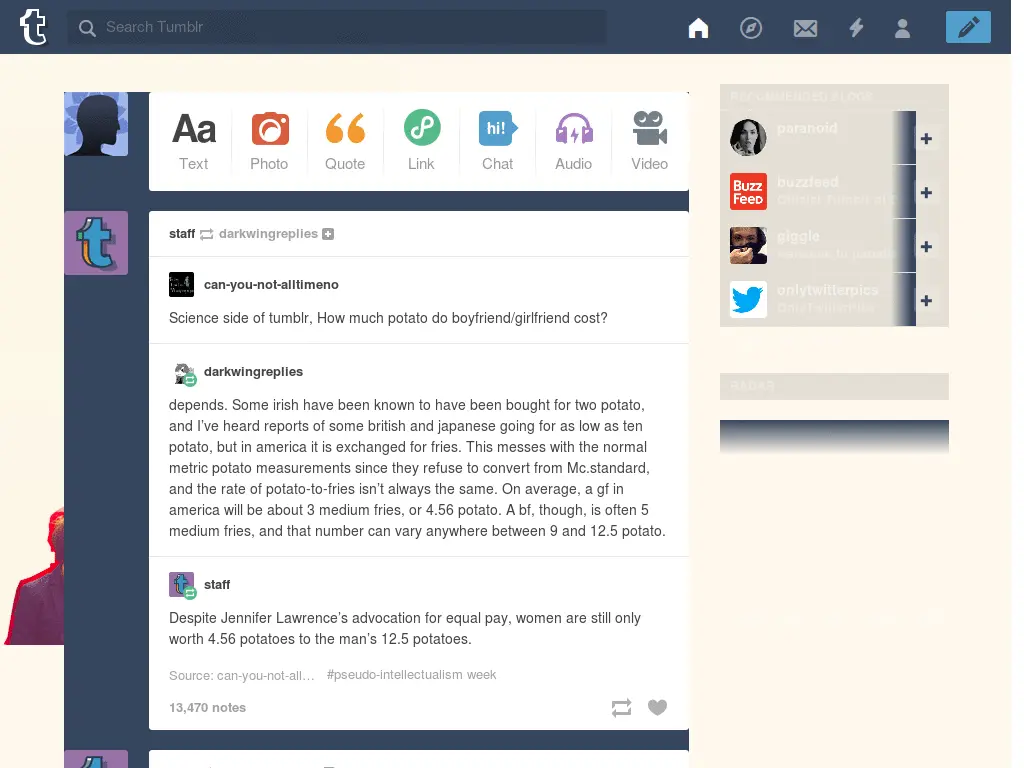 Search Tumblr
Aa
hi!
Text
Photo
Quote
Link
Chat
Audio
Video
staff darkwingreplies
can-you-not-alltimeno
Science side of tumblr, How much potato do boyfriend/girlfriend cost?
darkwingreplies
depends. Some irish have been known to have been bought for two potato,
and I’ve heard reports of some british and japanese going for as low as ten
potato, but in america it is exchanged for fries. This messes with the normal
metric potato measurements since they refuse to convert from Mc.standard,
and the rate of potato-to-fries isn’t always the same. On average, a gf in
america will be about 3 medium fries, or 4.56 potato. A bf, though, is often 5
medium fries, and that number can vary anywhere between 9 and 12.5 potato.
staff
Despite Jennifer Lawrence’s advocation for equal pay, women are still only
worth 4.56 potatoes to the man’s 12.5 potatoes.
Source: can-you-not-all… #pseudo-intellectualism week
13,470 notes
RECOMMENDED BLOGS
paranoid
Buzz
FeeD
buzzfeed
giggle
onlytwitterpics
RADAR